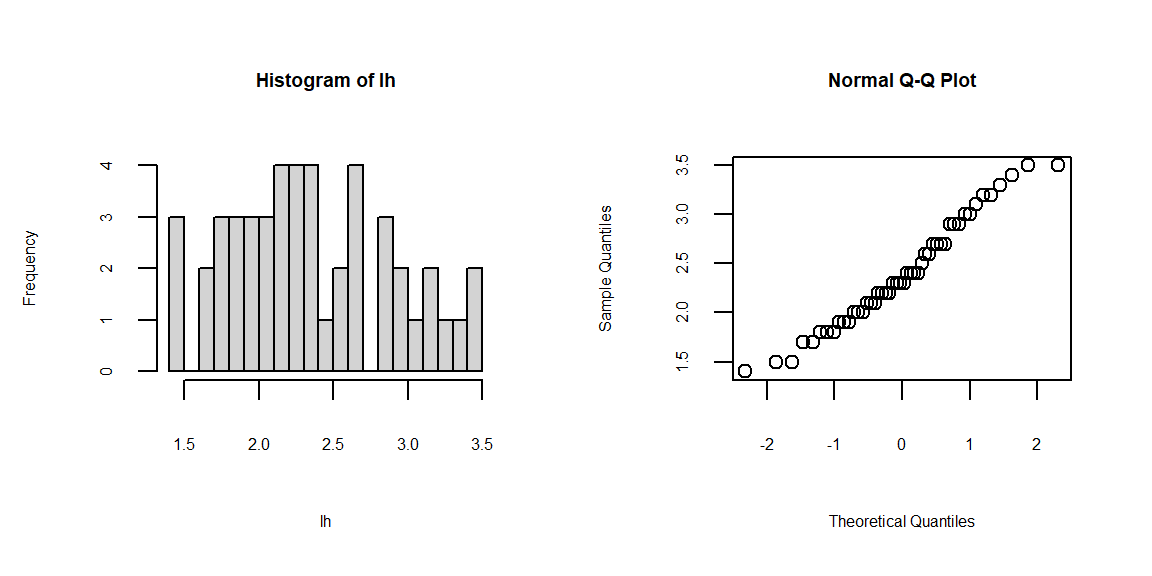 Histogram of lh
Frequency
4
3
2
1
0
1.5 2.0 2.5 3.0 3.5
lh
Normal Q-Q Plot
Sample Quantiles
3.5
3.0
2.5
2.0
1.5
-2 -1 0 1 2
Theoretical Quantiles